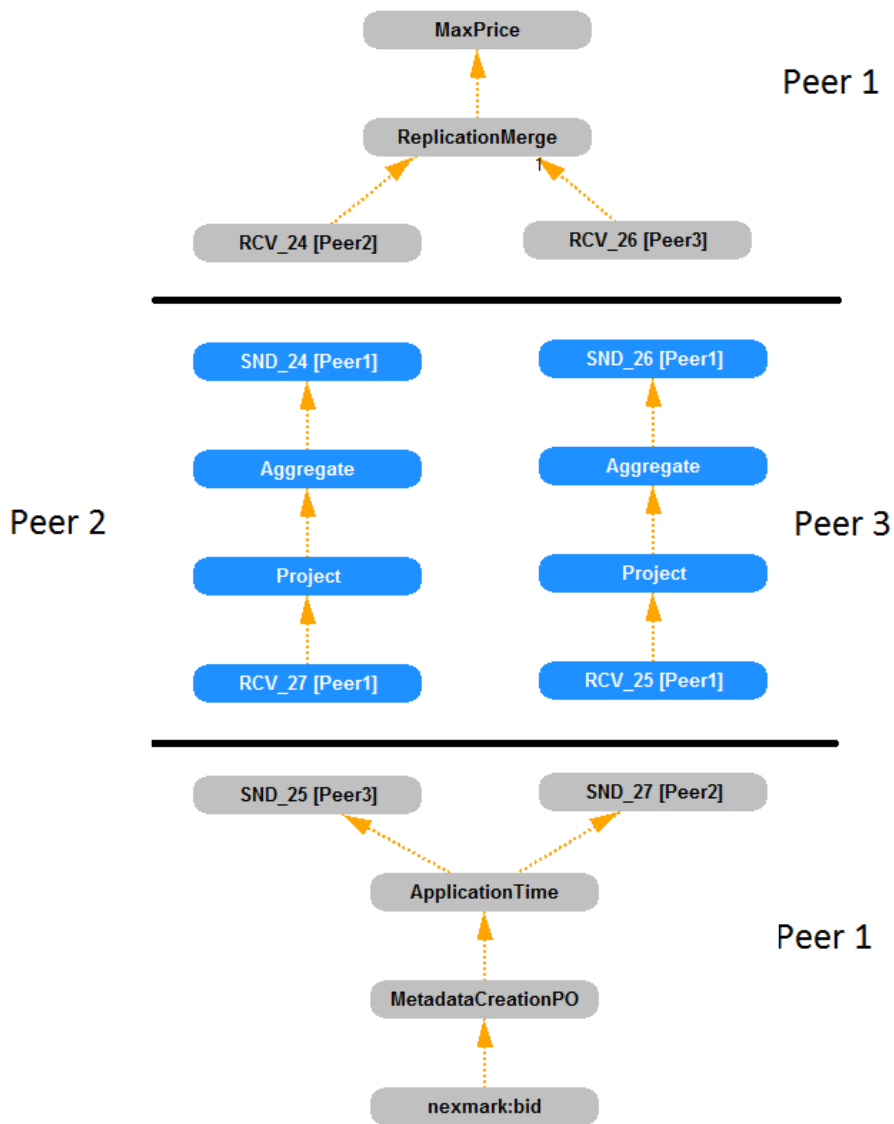 MaxPrice
Peer 1
ReplicationMerge
1
RCV_24 [Peer2]
RCV_26 [Peer3]
SND_24 [Peer1]
SND_26 [Peer1]
Aggregate
Aggregate
Peer 2
Peer 3
Project
Project
RCV_27 [Peer1]
RCV_25 [Peer1]
SND_25 [Peer3]
SND_27 [Peer2]
ApplicationTime
Peer 1
MetadataCreationPO
nexmark:bid